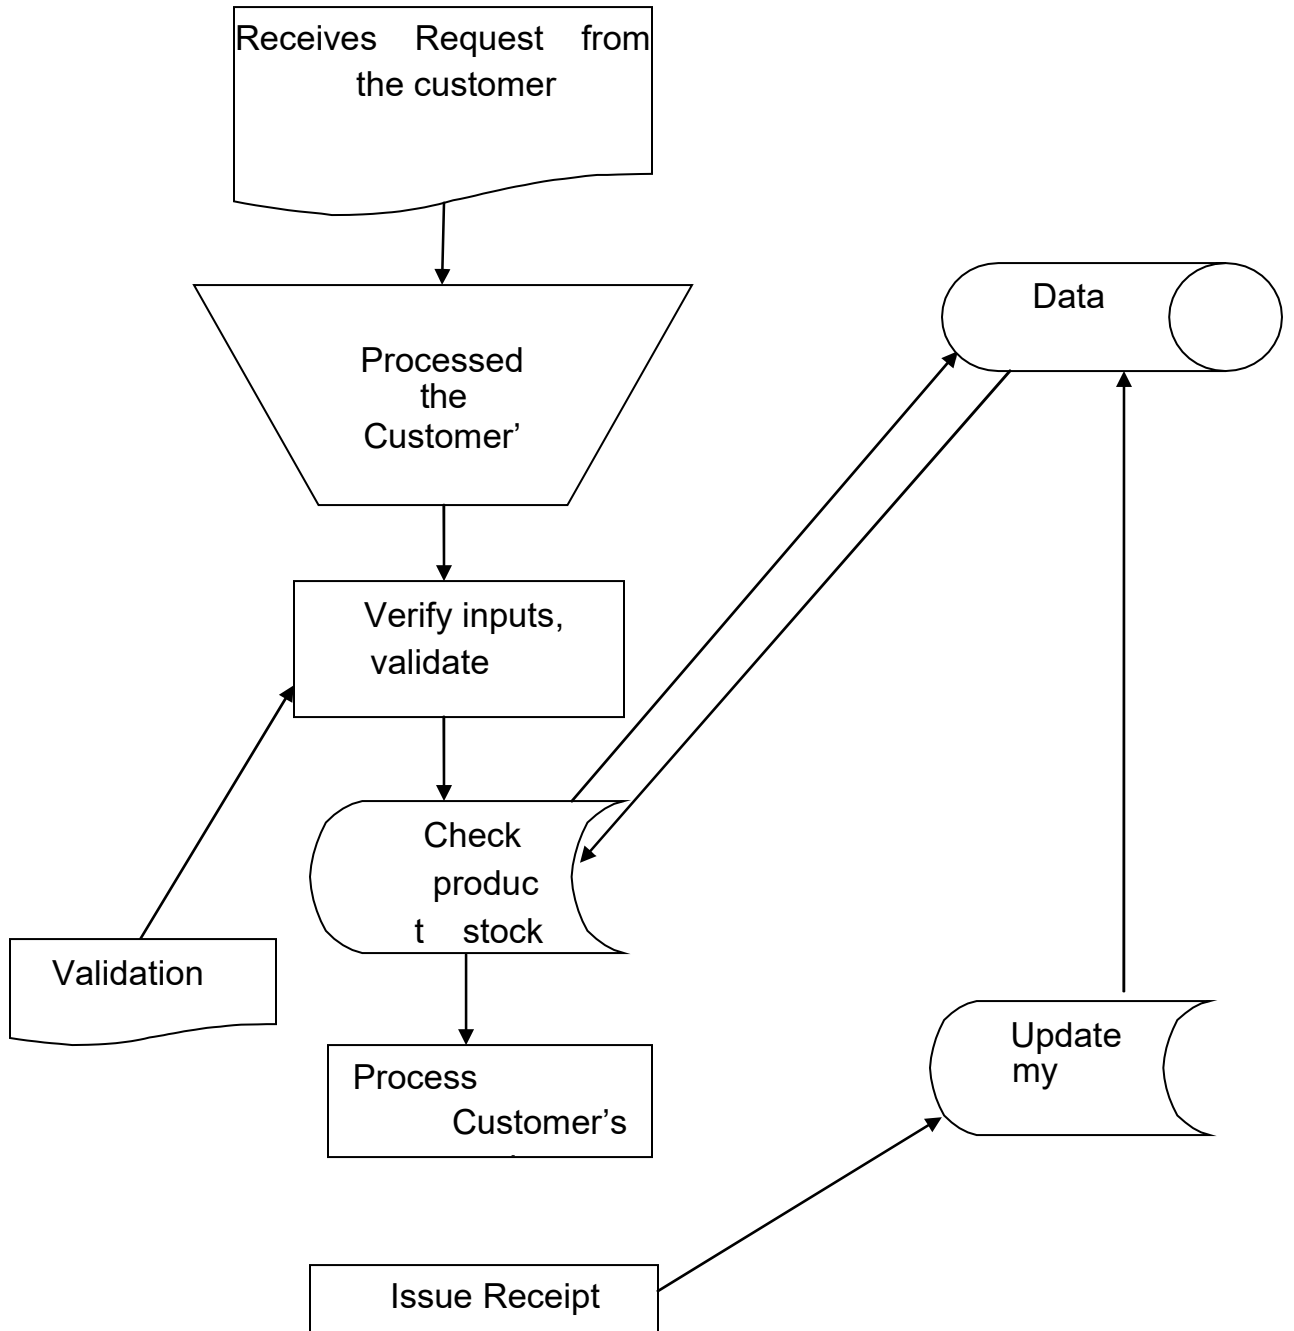 Receives Request from
the customer
Data
Processed
the
Customer’
Verify inputs,
validate
Check
produc
t stock
Validation
Process
Customer’s
Update
my
Issue Receipt